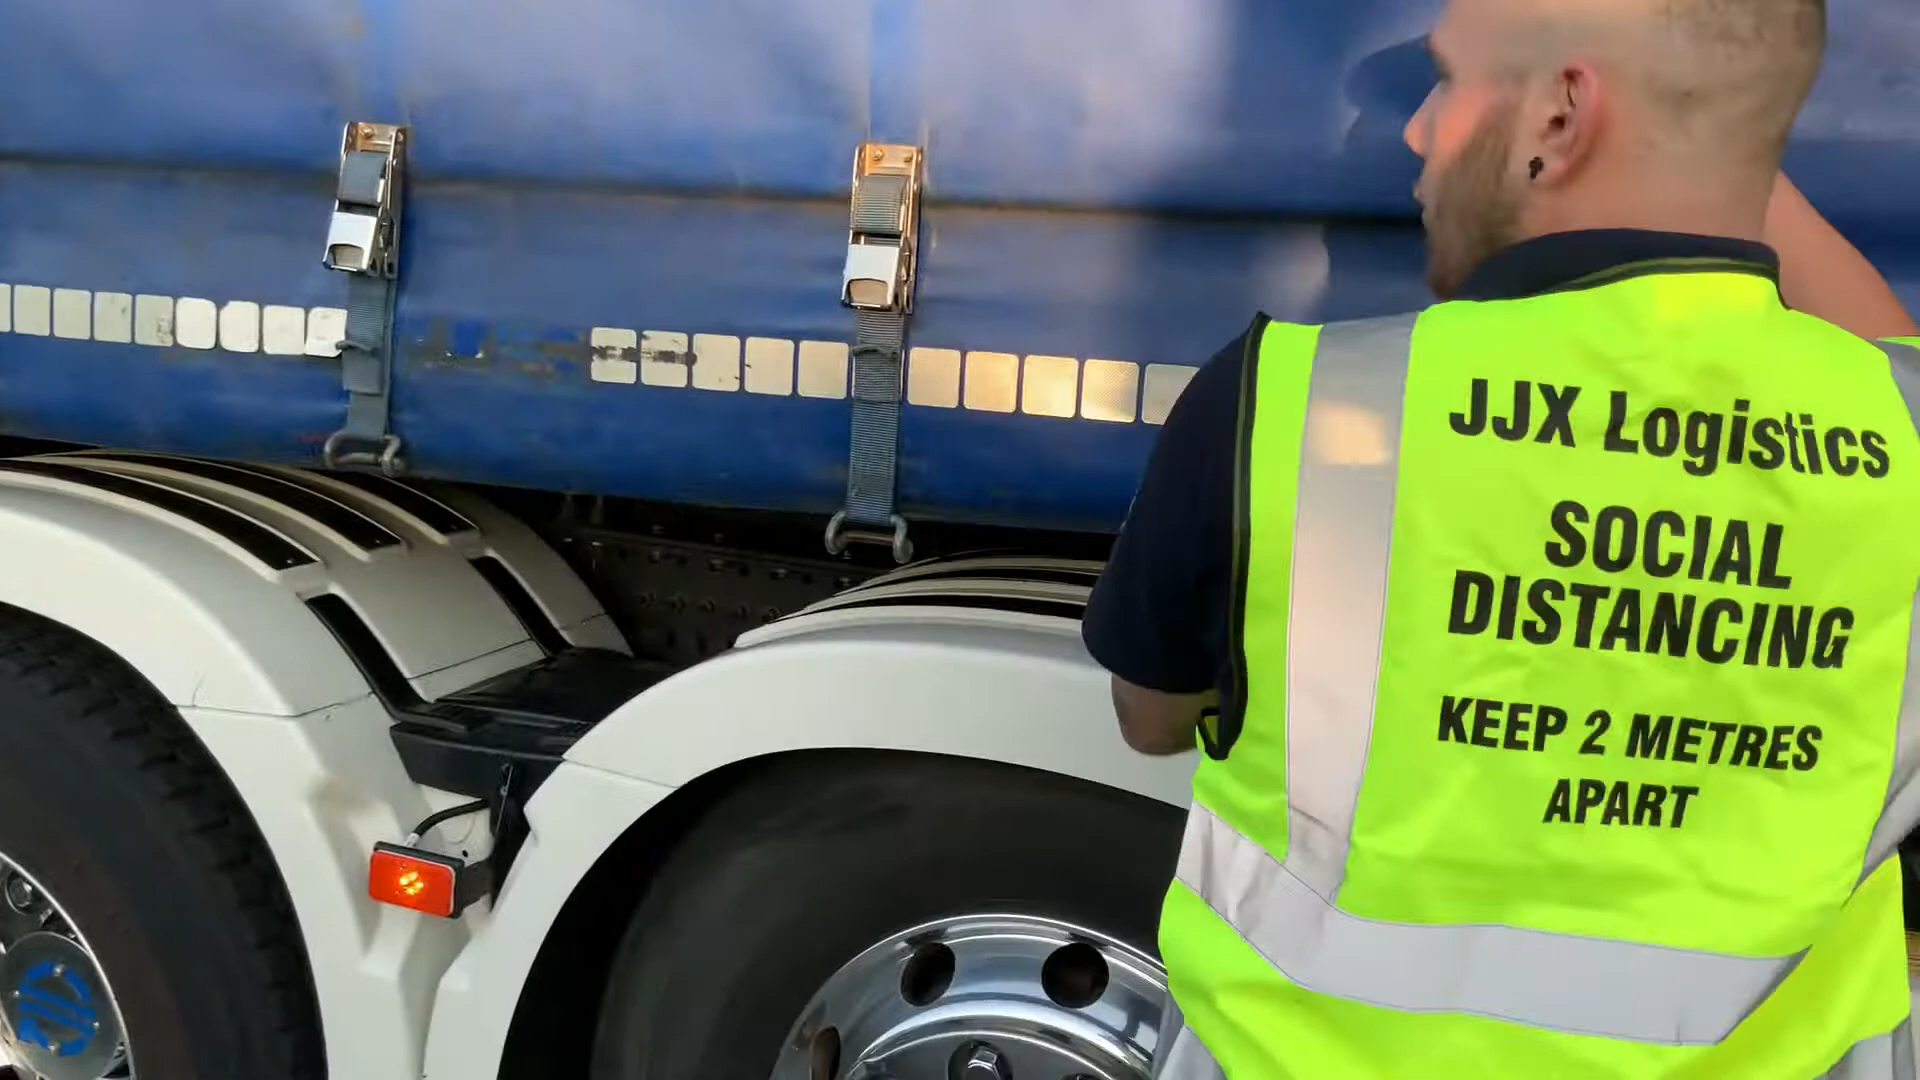 JJX Logistics
SOCIAL
DISTANCING
KEEP 2 METRES
APART